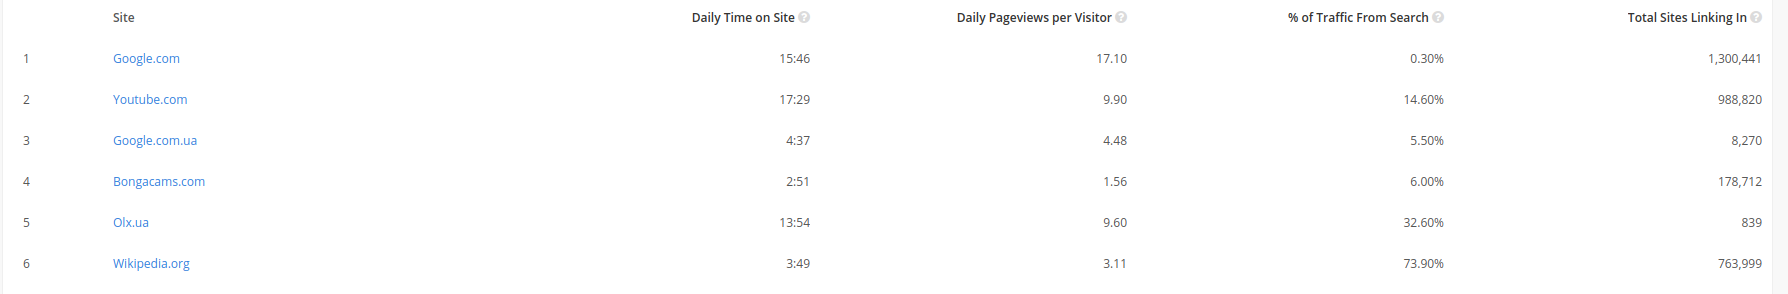 Site Daily Time on Site ? Daily Pageviews per Visitor ? % of Traffic From Search ? Total Sites Linking In ?
1 Google.com 15:46 17.10 0.30% 1,300,441
2 Youtube.com 17:29 9.90 14.60% 988,820
3 Google.com.ua 4:37 4.48 5.50% 8,270
4 Bongacams.com 2:51 1.56 6.00% 178,712
5 Olx.ua 13:54 9.60 32.60% 839
6 Wikipedia.org 3:49 3.11 73.90% 763,999